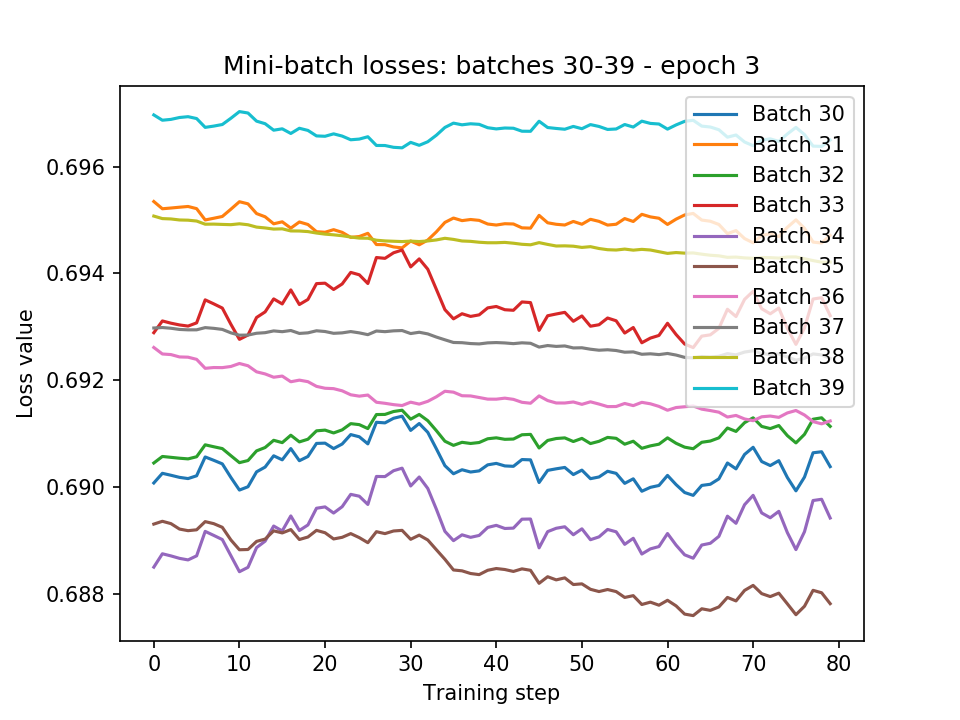 Mini-batch losses: batches 30-39 - epoch 3
Loss value
0.696
0.694
0.692
0.690
0.688
Batch 30
Batch 31
Batch 32
Batch 33
Batch 34
Batch 35
Batch 36
Batch 37
Batch 38
Batch 39
0 10 20 30 40 50 60 70 80
Training step